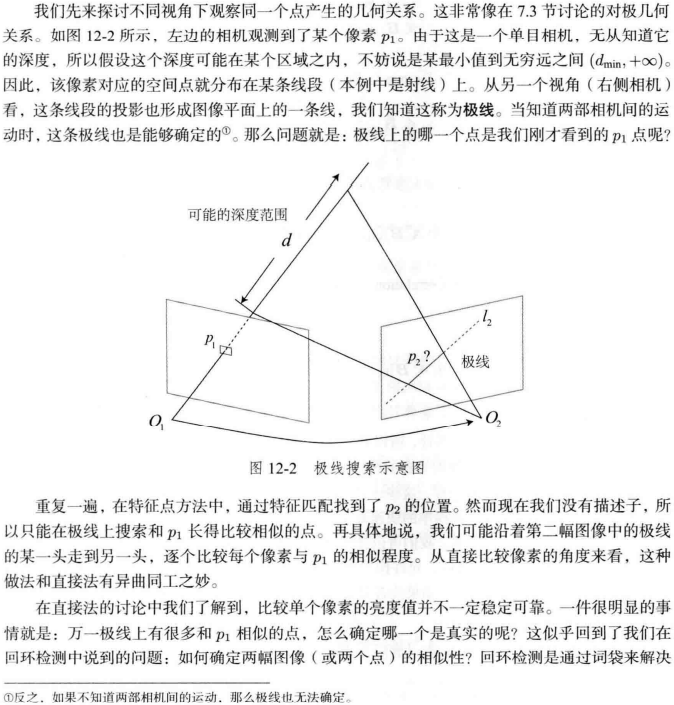 我们先来探讨不同视角下观察同一个点产生的几何关系。这非常像在 7.3 节讨论的对极几何
关系。如图 12-2 所示，左边的相机观测到了某个像素 p₁。由于这是一个单目相机，无从知道它
的深度，所以假设这个深度可能在某个区域之内，不妨说是某最小值到无穷远之间 (d_min, +∞)。
因此，该像素对应的空间点就分布在某条线段（本例中是射线）上。从另一个视角（右侧相机）
看，这条线段的投影也形成图像平面上的一条线，我们知道这称为极线。当知道两部相机间的运
动时，这条极线也是能够确定的①。那么问题就是：极线上的哪一个点是我们刚才看到的 p₁ 点呢？
可能的深度范围
d
l₂
p₁
p₂?
极线
O₁
O₂
图 12-2 极线搜索示意图
重复一遍，在特征点方法中，通过特征匹配找到了 p₂ 的位置。然而现在我们没有描述子，所
以只能在极线上搜索和 p₁ 长得比较相似的点。再具体地说，我们可能沿着第二幅图像中的极线
的某一头走到另一头，逐个比较每个像素与 p₁ 的相似程度。从直接比较像素的角度来看，这种
做法和直接法有异曲同工之妙。
在直接法的讨论中我们了解到，比较单个像素的亮度值并不一定稳定可靠。一件很明显的事
情就是：万一极线上有很多和 p₁ 相似的点，怎么确定哪一个是真实的呢？这似乎回到了我们在
回环检测中说到的问题：如何确定两幅图像（或两个点）的相似性？回环检测是通过词袋来解决
①反之，如果不知道两部相机间的运动，那么极线也无法确定。